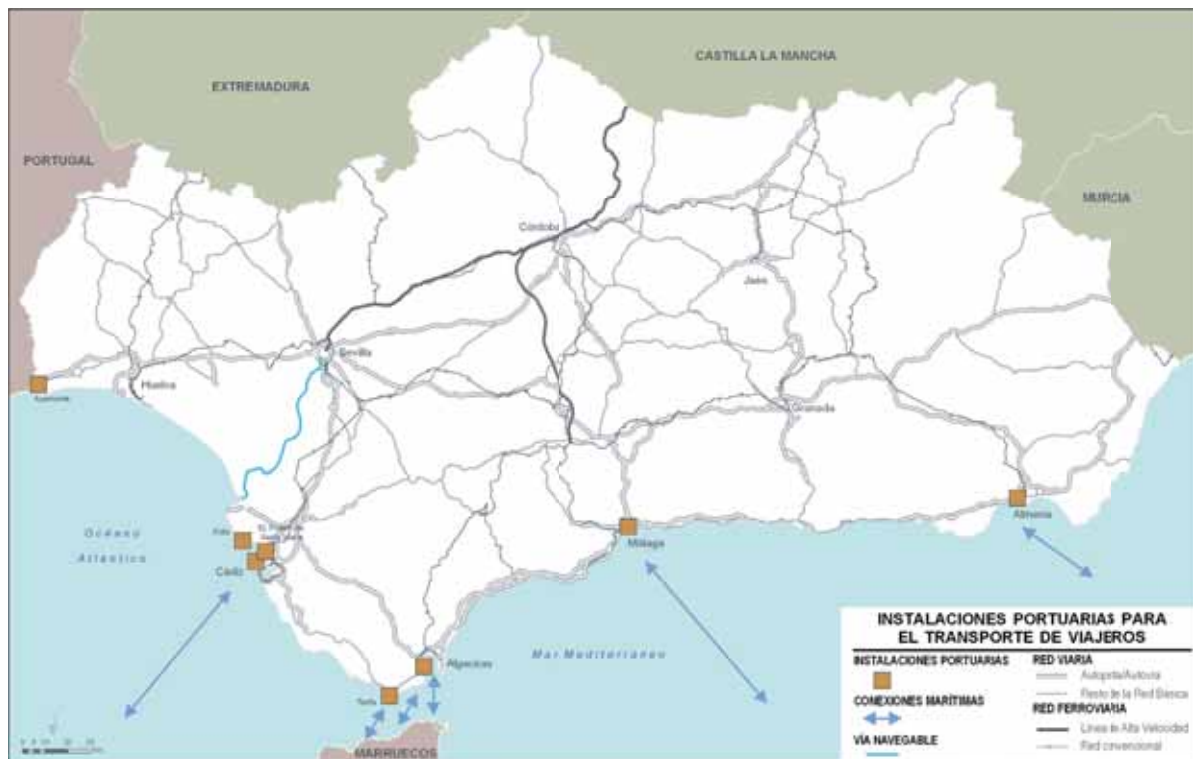 CASTILLA LA MANCHA
EXTREMADURA
PORTUGAL
MURCIA
Córdoba
Jaén
Sevilla
Huelva
Granada
Almería
Málaga
Cádiz
Océano
Atlántico
Algeciras
Mar Mediterráneo
Tarifa
MARRUECOS
INSTALACIONES PORTUARIAS PARA
EL TRANSPORTE DE VIAJEROS
INSTALACIONES PORTUARIAS
CONEXIONES MARÍTIMAS
VÍA NAVEGABLE
RED VIARIA
Autopista/Autovía
Resto de la Red Básica
RED FERROVIARIA
Línea de Alta Velocidad
Red convencional